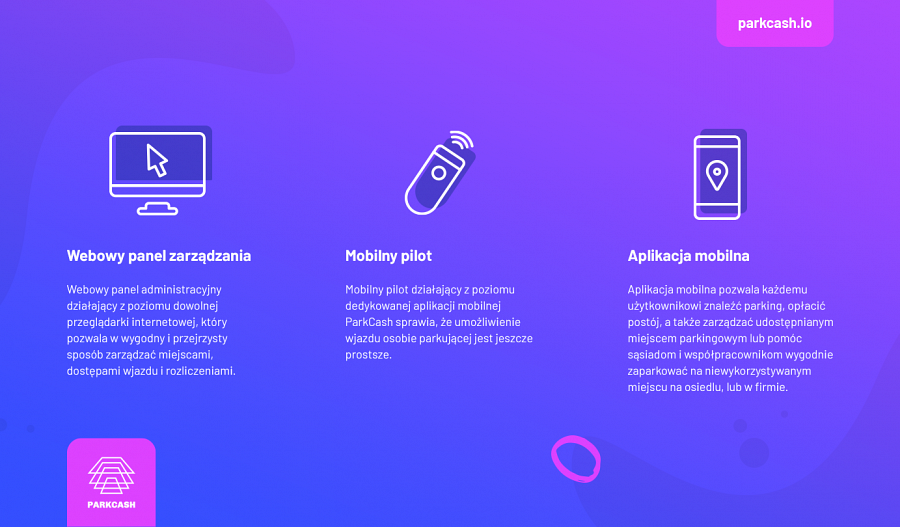 parkcash.io
Webowy panel zarządzania
Webowy panel administracyjny
działający z poziomu dowolnej
przeglądarki internetowej, który
pozwala w wygodny i przejrzysty
sposób zarządzać miejscami,
dostępami wjazdu i rozliczeniami.
Mobilny pilot
Mobilny pilot działający z poziomu
dedykowanej aplikacji mobilnej
ParkCash sprawia, że umożliwienie
wjazdu osobie parkującej jest jeszcze
prostsze.
Aplikacja mobilna
Aplikacja mobilna pozwala każdemu
użytkownikowi znaleźć parking, opłacić
postój, a także zarządzać udostępnianym
miejscem parkingowym lub pomóc
sąsiadom i współpracownikom wygodnie
zaparkować na niewykorzystywanym
miejscu na osiedlu, lub w firmie.
PARKCASH